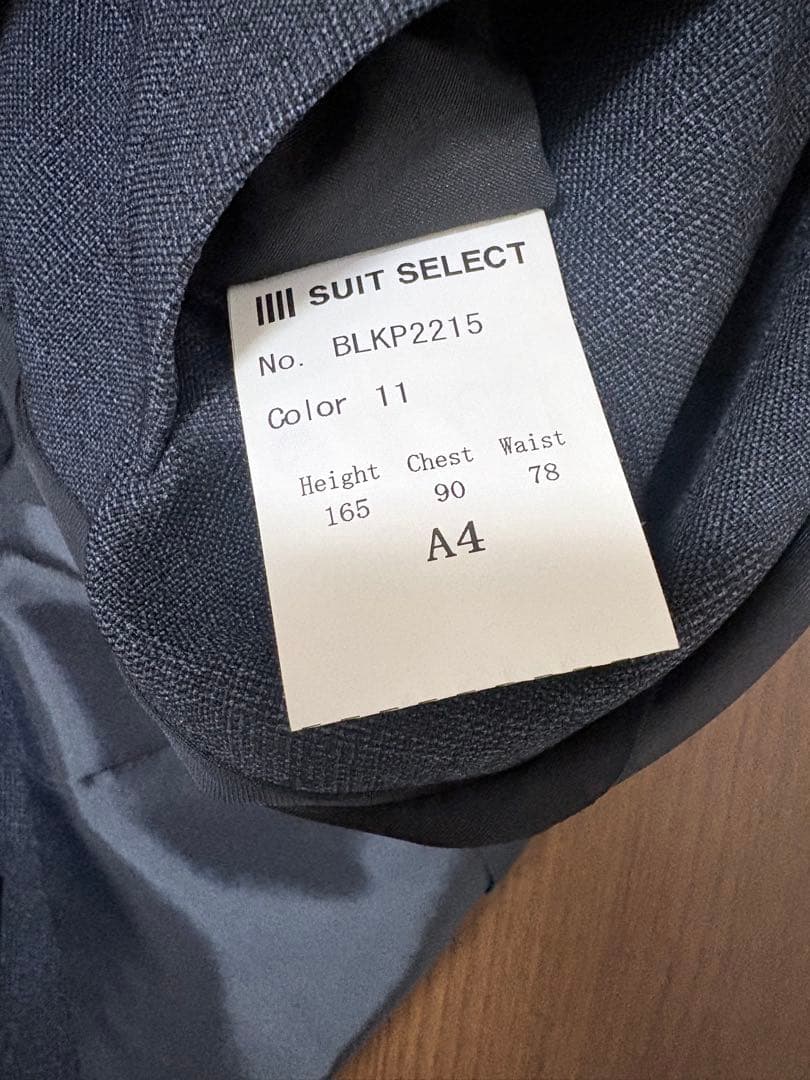 SUIT SELECT
No. BLKP2215
Color 11
Height Chest Waist
165 90 78
A4